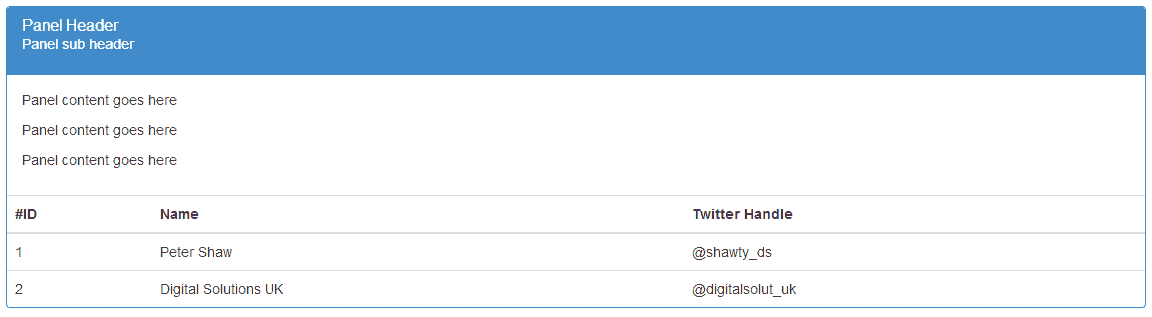 Panel Header
Panel sub header
Panel content goes here
Panel content goes here
Panel content goes here
#ID Name Twitter Handle
1 Peter Shaw @shawty_ds
2 Digital Solutions UK @digitalsolut_uk